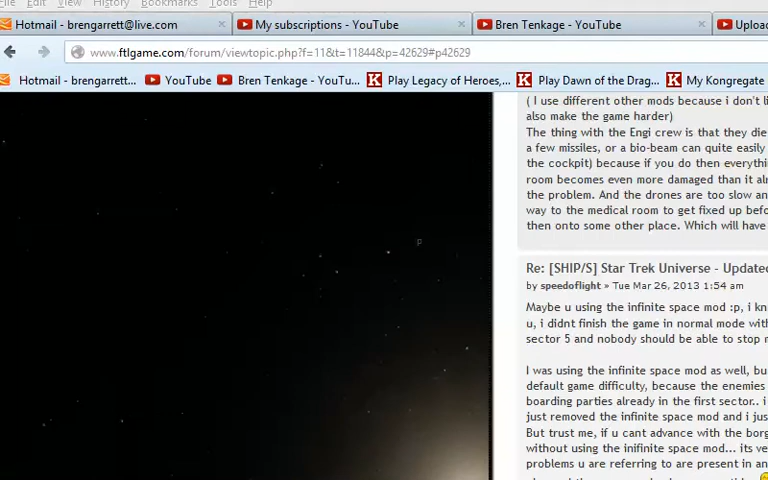 File View History Bookmarks Tools Help
Hotmail - brengarrett@live.com × My subscriptions - YouTube × Bren Tenkage - YouTube × Upload
www.ftlgame.com/forum/viewtopic.php?f=11&t=11844&p=42629#p42629
Hotmail - brengarrett... YouTube Bren Tenkage - YouTu... Play Legacy of Heroes,... Play Dawn of the Drag... My Kongregate
( I use different other mods because i don't li
also make the game harder)
The thing with the Engi crew is that they die
a few missiles, or a bio-beam can quite easily
the cockpit) because if you do then everythin
room becomes even more damaged than it alr
the problem. And the drones are too slow an
way to the medical room to get fixed up befo
then onto some other place. Which will have
p
Re: [SHIP/S] Star Trek Universe - Updated
by speedoflight » Tue Mar 26, 2013 1:54 am
Maybe u using the infinite space mod :p, i kn
u, i didnt finish the game in normal mode with
sector 5 and nobody should be able to stop m
I was using the infinite space mod as well, bu
default game difficulty, because the enemies
boarding parties already in the first sector.. i
just removed the infinite space mod and i jus
But trust me, if u cant advance with the borg
without using the inifinite space mod... its ve
problems u are referring to are present in an